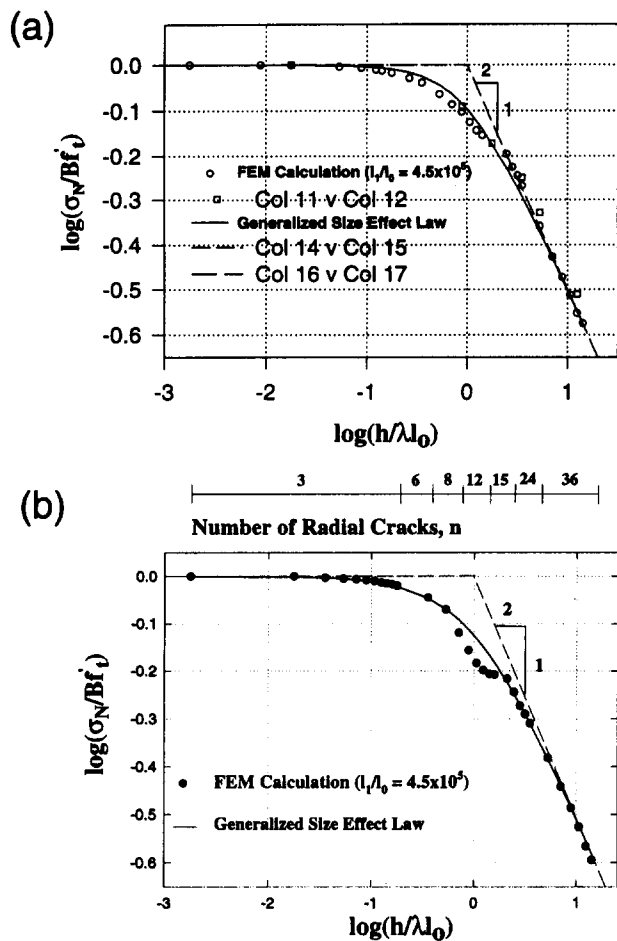 (a)
0.0
-0.1
-0.2
-0.3
-0.4
-0.5
-0.6
log(σN/Bf't)
2
1
FEM Calculation (l1/l0 = 4.5x10^5)
Col 11 v Col 12
Generalized Size Effect Law
Col 14 v Col 15
Col 16 v Col 17
-3 -2 -1 0 1
log(h/λl0)
3 6 8 12 15 24 36
(b)
Number of Radial Cracks, n
0.0
-0.1
-0.2
-0.3
-0.4
-0.5
-0.6
log(σN/Bf't)
2
1
FEM Calculation (l1/l0 = 4.5x10^5)
Generalized Size Effect Law
-3 -2 -1 0 1
log(h/λl0)